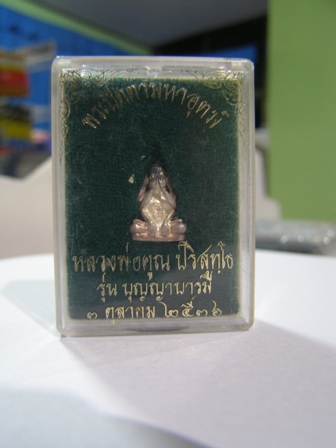 พระปิดตามหาอุตม์
หลวงพ่อคูณ ปริสุทฺโธ
รุ่น บุญญาบารมี
๓ ตุลาคม ๒๕๓๖